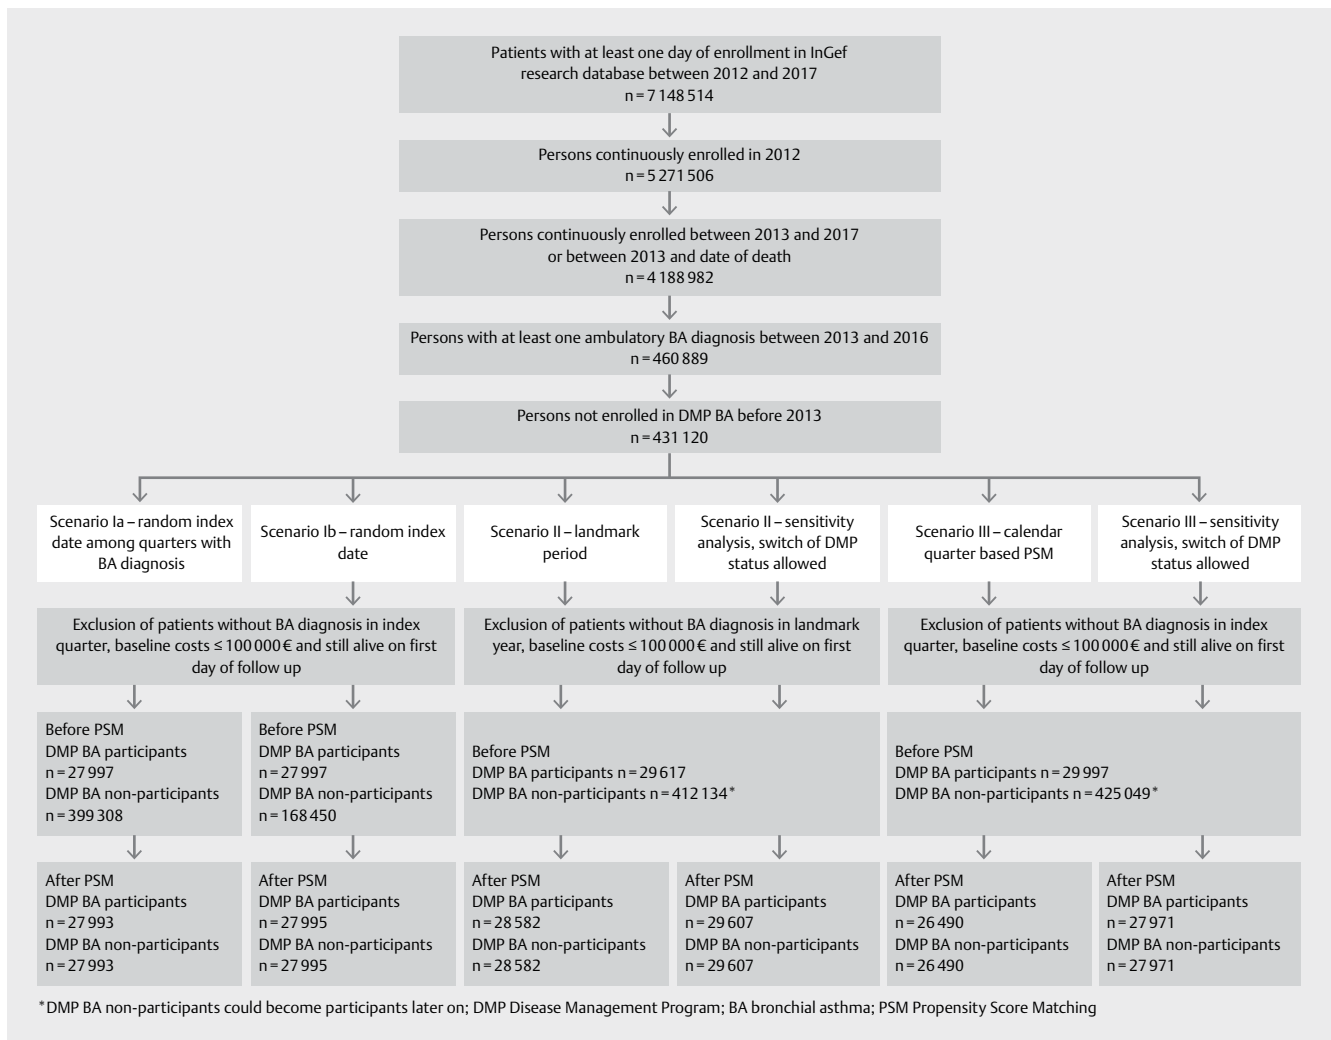 Patients with at least one day of enrollment in InGef
research database between 2012 and 2017
n = 7 148 514
Persons continuously enrolled in 2012
n = 5 271 506
Persons continuously enrolled between 2013 and 2017
or between 2013 and date of death
n = 4 188 982
Persons with at least one ambulatory BA diagnosis between 2013 and 2016
n = 460 889
Persons not enrolled in DMP BA before 2013
n = 431 120
Scenario Ia – random index
date among quarters with
BA diagnosis
Scenario Ib – random index
date
Scenario II – landmark
period
Scenario II – sensitivity
analysis, switch of DMP
status allowed
Scenario III – calendar
quarter based PSM
Scenario III – sensitivity
analysis, switch of DMP
status allowed
Exclusion of patients without BA diagnosis in index
quarter, baseline costs ≤ 100 000 € and still alive on first
day of follow up
Exclusion of patients without BA diagnosis in landmark
year, baseline costs ≤ 100 000 € and still alive on first
day of follow up
Exclusion of patients without BA diagnosis in index
quarter, baseline costs ≤ 100 000 € and still alive on first
day of follow up
Before PSM
DMP BA participants
n = 27 997
DMP BA non-participants
n = 399 308
Before PSM
DMP BA participants
n = 27 997
DMP BA non-participants
n = 168 450
Before PSM
DMP BA participants n = 29 617
DMP BA non-participants n = 412 134 *
Before PSM
DMP BA participants n = 29 997
DMP BA non-participants n = 425 049 *
After PSM
DMP BA participants
n = 27 993
DMP BA non-participants
n = 27 993
After PSM
DMP BA participants
n = 27 995
DMP BA non-participants
n = 27 995
After PSM
DMP BA participants
n = 28 582
DMP BA non-participants
n = 28 582
After PSM
DMP BA participants
n = 29 607
DMP BA non-participants
n = 29 607
After PSM
DMP BA participants
n = 26 490
DMP BA non-participants
n = 26 490
After PSM
DMP BA participants
n = 27 971
DMP BA non-participants
n = 27 971
* DMP BA non-participants could become participants later on; DMP Disease Management Program; BA bronchial asthma; PSM Propensity Score Matching